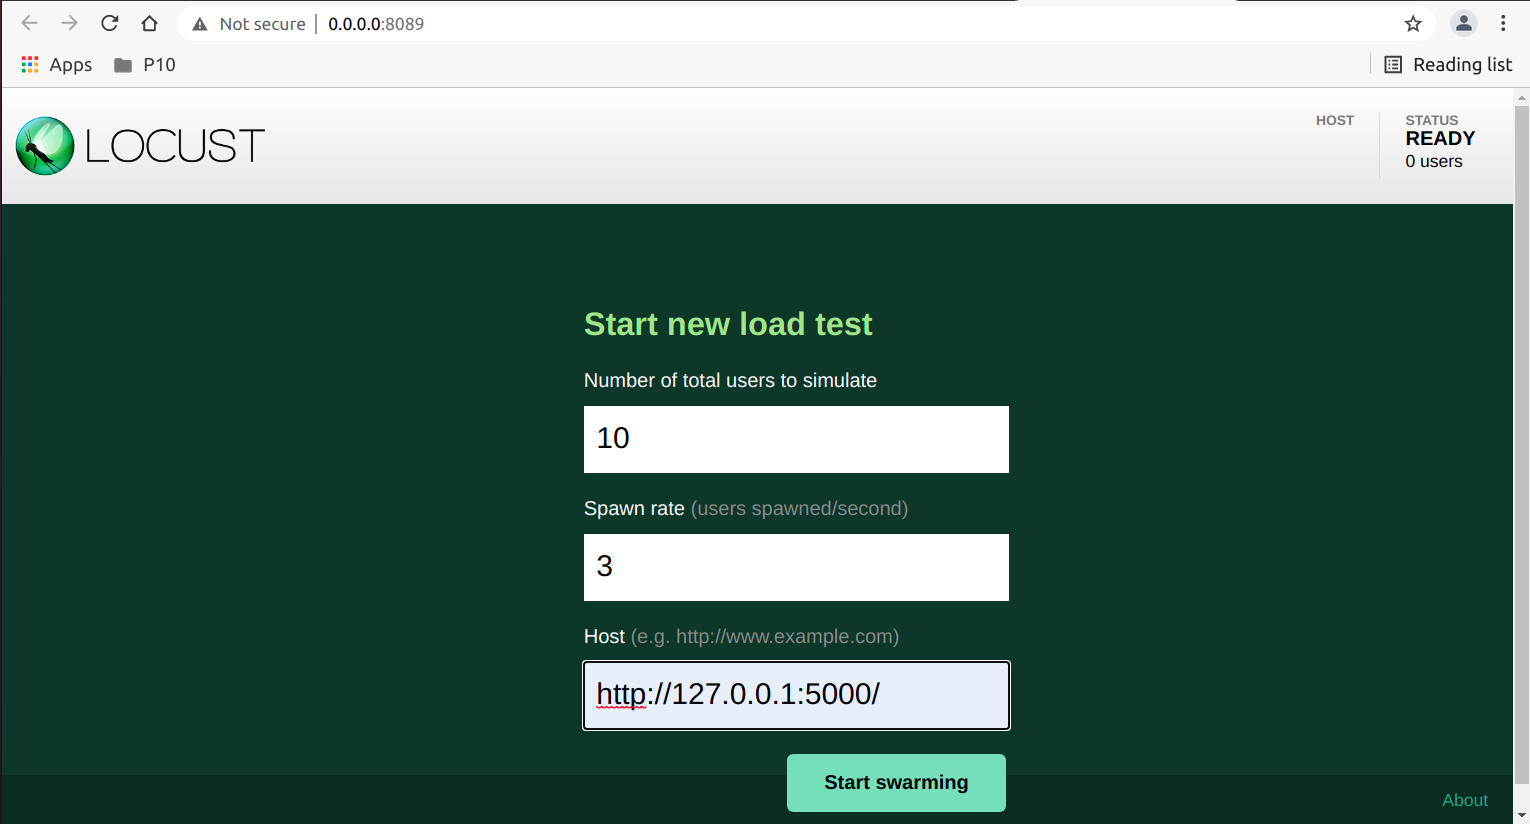 Not secure | 0.0.0.0:8089
Apps P10 Reading list
LOCUST
HOST
STATUS
READY
0 users
Start new load test
Number of total users to simulate
10
Spawn rate (users spawned/second)
3
Host (e.g. http://www.example.com)
http://127.0.0.1:5000/
Start swarming
About